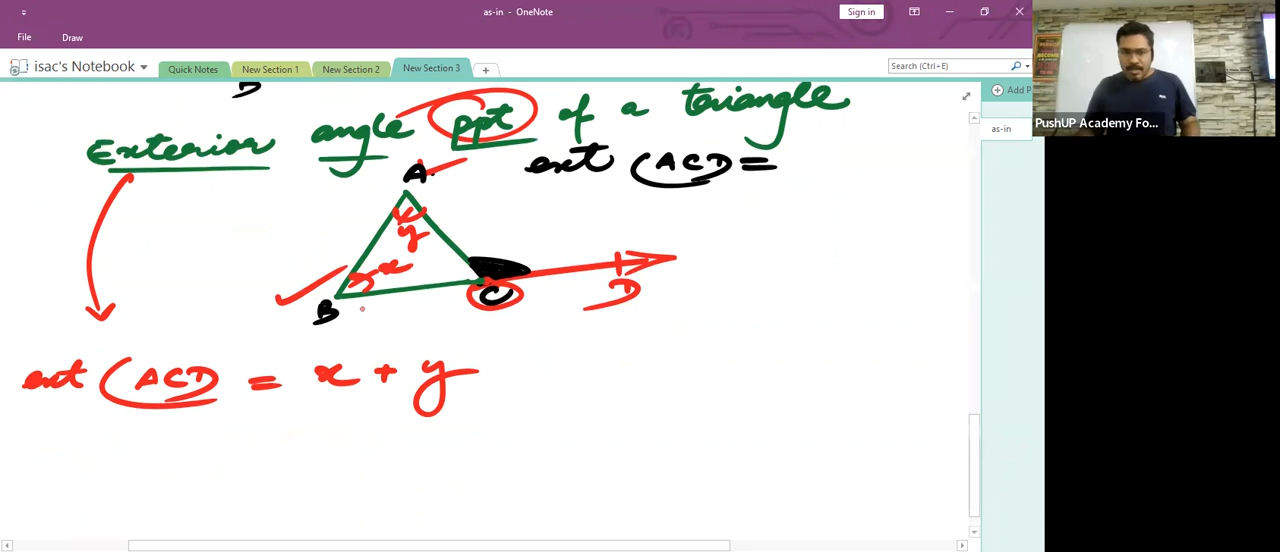 as-in - OneNote
Sign in
File
Draw
isac's Notebook
Quick Notes
New Section 1
New Section 2
New Section 3
+
Search (Ctrl+E)
Add P
as-in
PushUP Academy Fo...
D
Exterior angle ppt of a triangle
ext ∠ACD =
A
y
x
B
C
D
ext ∠ACD = x + y